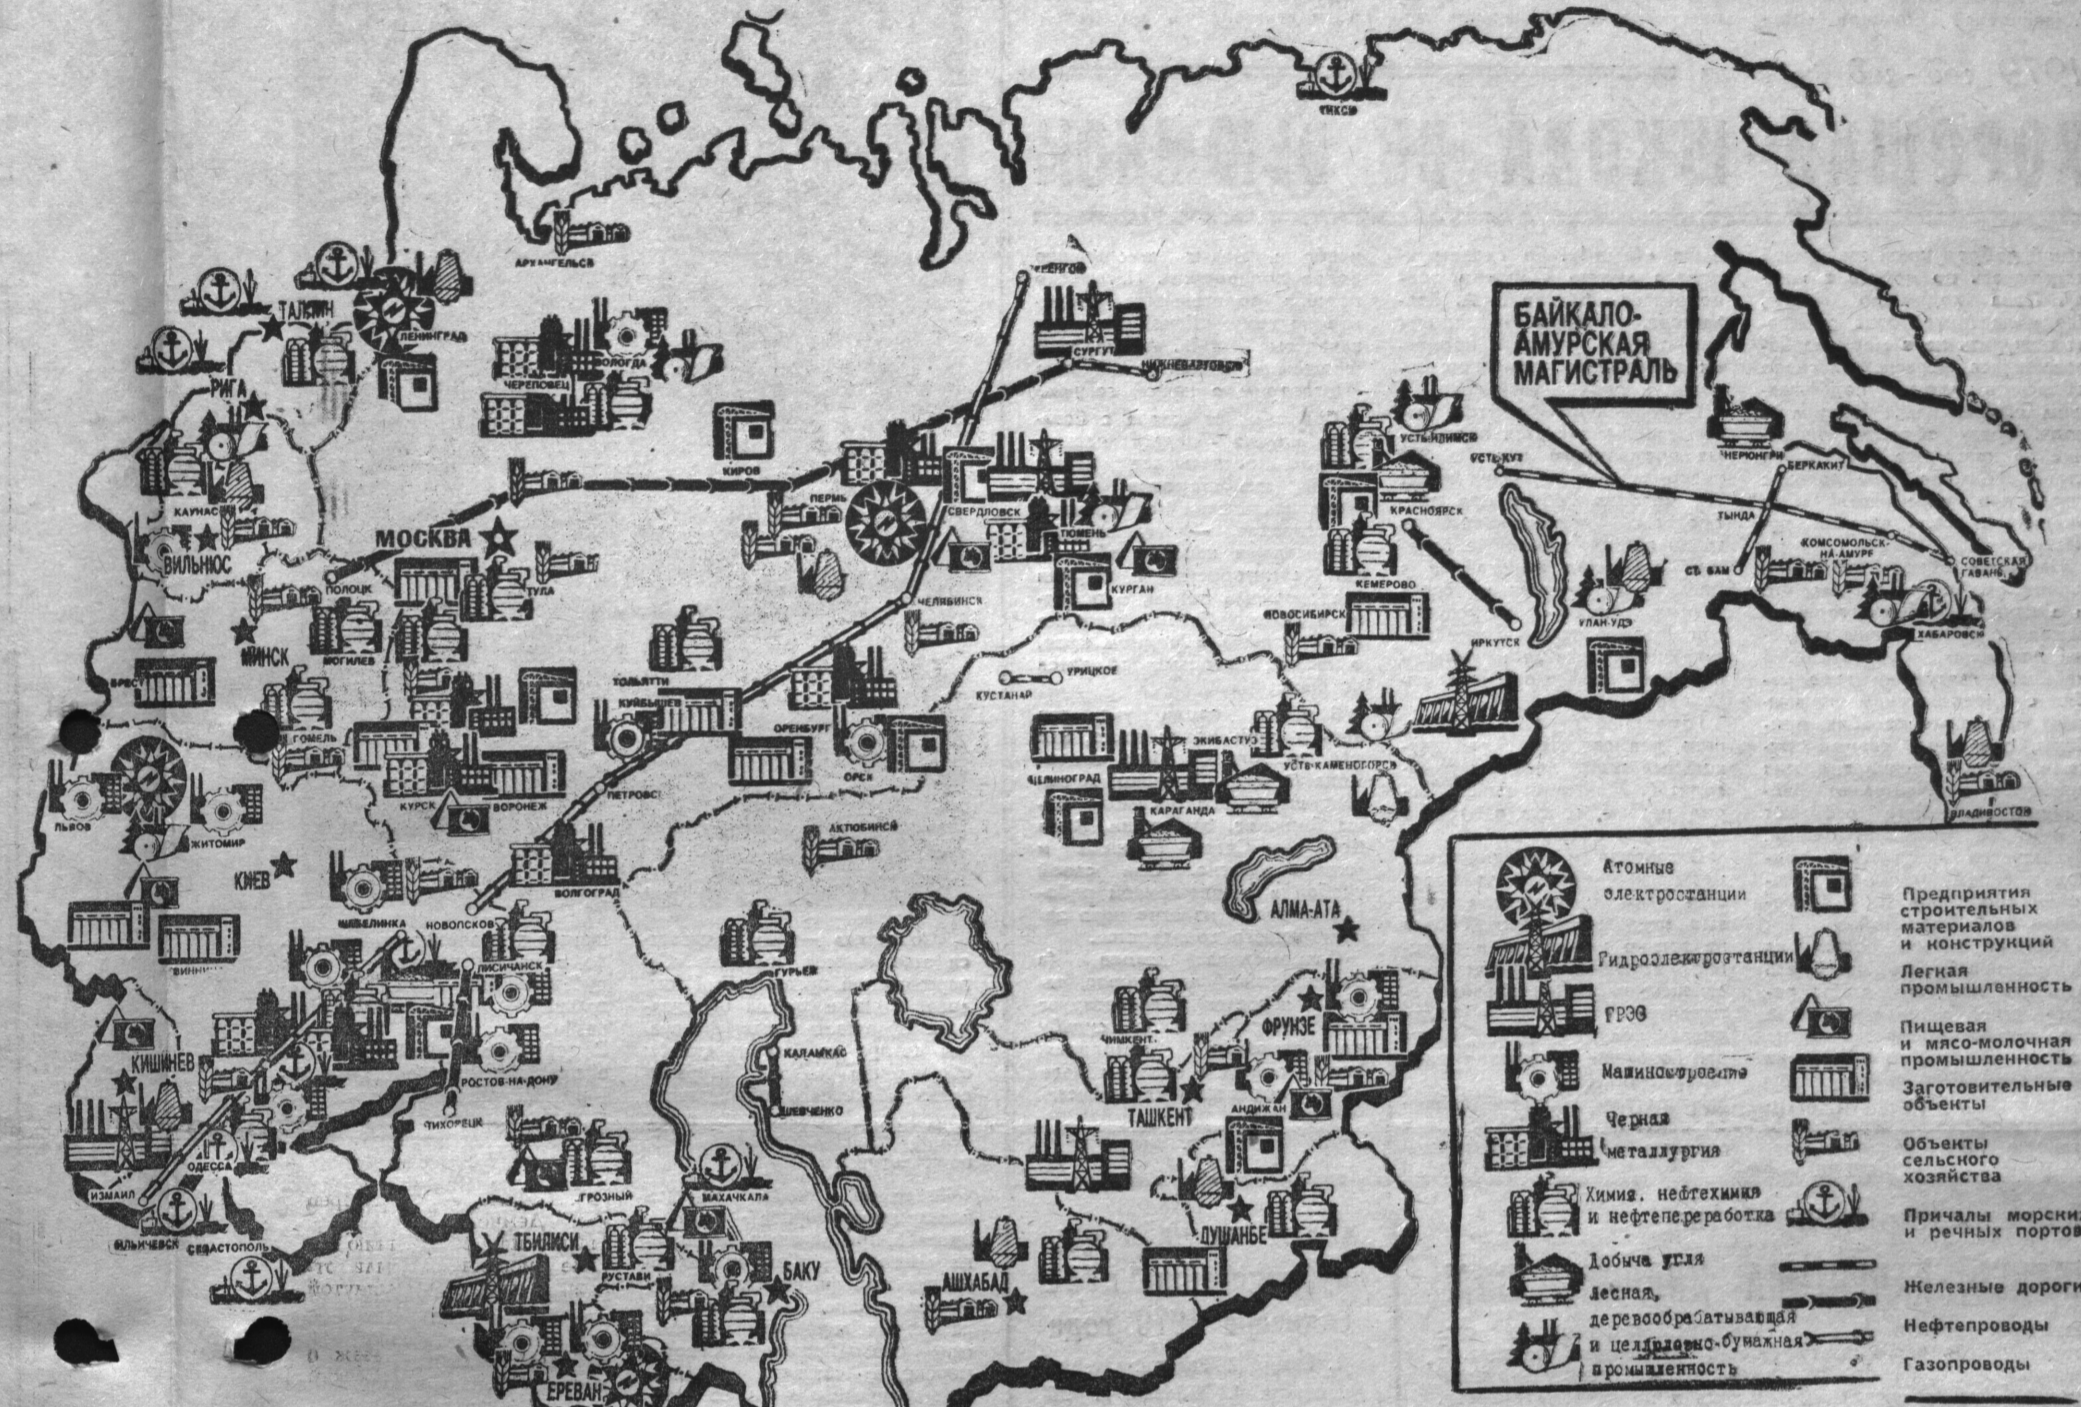 ТИКСИ
АРХАНГЕЛЬСК
ТАЛЛИН
ЛЕНИНГРАД
СУРГУТ
НИЖНЕВАРТОВСК
БАЙКАЛО-
АМУРСКАЯ
МАГИСТРАЛЬ
ЧЕРЕПОВЕЦ
ВОЛОГДА
РИГА
КИРОВ
УСТЬ-ИЛИМСК
УСТЬ-КУТ
НЕРЮНГРИ
БЕРКАКИТ
КАУНАС
ПЕРМЬ
СВЕРДЛОВСК
ТЮМЕНЬ
КРАСНОЯРСК
ТЫНДА
МОСКВА
КОМСОМОЛЬСК-
НА-АМУРЕ
ВИЛЬНЮС
СОВЕТСКАЯ
ГАВАНЬ
СТ. БАМ
ПОЛОЦК
ТУЛА
КУРГАН
КЕМЕРОВО
ЧЕЛЯБИНСК
НОВОСИБИРСК
УЛАН-УДЭ
ХАБАРОВСК
МИНСК
МОГИЛЕВ
ИРКУТСК
БРЕСТ
ТОЛЬЯТТИ
УРИЦКОЕ
КУСТАНАЙ
КУЙБЫШЕВ
ОРЕНБУРГ
ГОМЕЛЬ
ЭКИБАСТУЗ
УСТЬ-КАМЕНОГОРСК
ОРСК
ЦЕЛИНОГРАД
ПЕТРОВСК
КУРСК
ВОРОНЕЖ
КАРАГАНДА
ВЛАДИВОСТОК
ЛЬВОВ
АКТЮБИНСК
ЖИТОМИР
КИЕВ
ВОЛГОГРАД
ШЕБЕЛИНКА
НОВОПСКОВ
АЛМА-АТА
ЛИСИЧАНСК
ГУРЬЕВ
ФРУНЗЕ
ЧИМКЕНТ
КАЛАМКАС
КИШИНЕВ
РОСТОВ-НА-ДОНУ
ШЕВЧЕНКО
ТАШКЕНТ
АНДИЖАН
ТИХОРЕЦК
ОДЕССА
ИЗМАИЛ
ГРОЗНЫЙ
МАХАЧКАЛА
ИЛЬИЧЕВСК
СЕВАСТОПОЛЬ
ТБИЛИСИ
РУСТАВИ
ДУШАНБЕ
БАКУ
АШХАБАД
ЕРЕВАН
Атомные
электростанции
Гидроэлектростанции
ГРЭС
Машиностроение
Черная
металлургия
Химия, нефтехимия
и нефтепереработка
Добыча угля
Лесная,
деревообрабатывающая
и целлюлозно-бумажная
промышленность
Предприятия
строительных
материалов
и конструкций
Легкая
промышленность
Пищевая
и мясо-молочная
промышленность
Заготовительные
объекты
Объекты
сельского
хозяйства
Причалы морских
и речных портов
Железные дороги
Нефтепроводы
Газопроводы